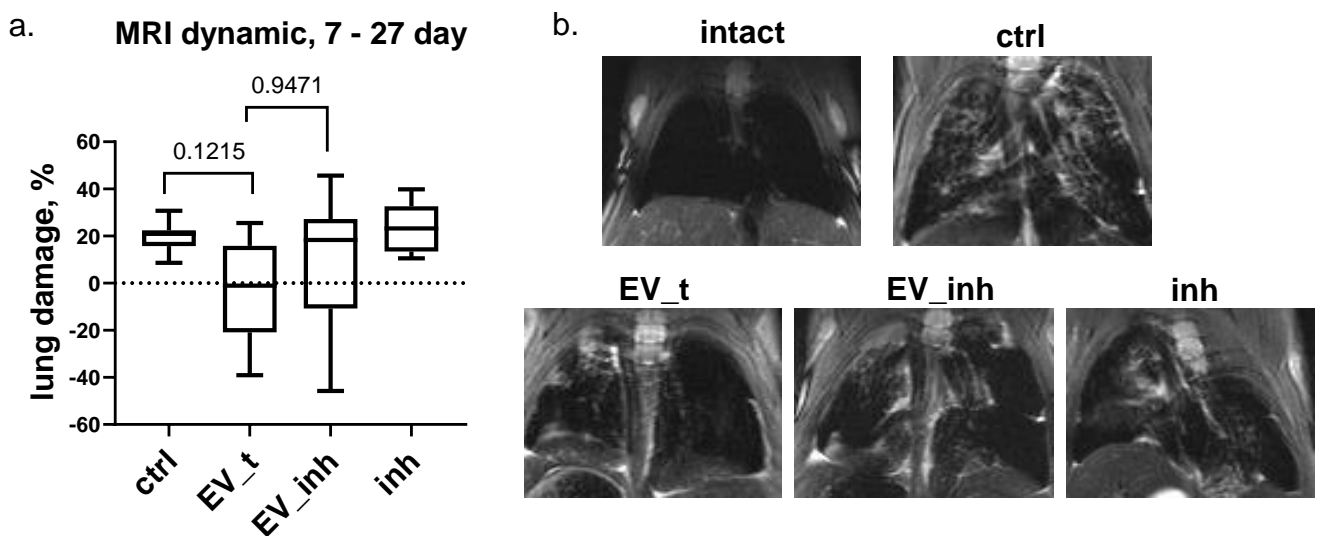 a.
MRI dynamic, 7 - 27 day
0.9471
0.1215
lung damage, %
60
40
20
0
-20
-40
-60
ctrl
EV_t
EV_inh
inh
b.
intact
ctrl
EV_t
EV_inh
inh